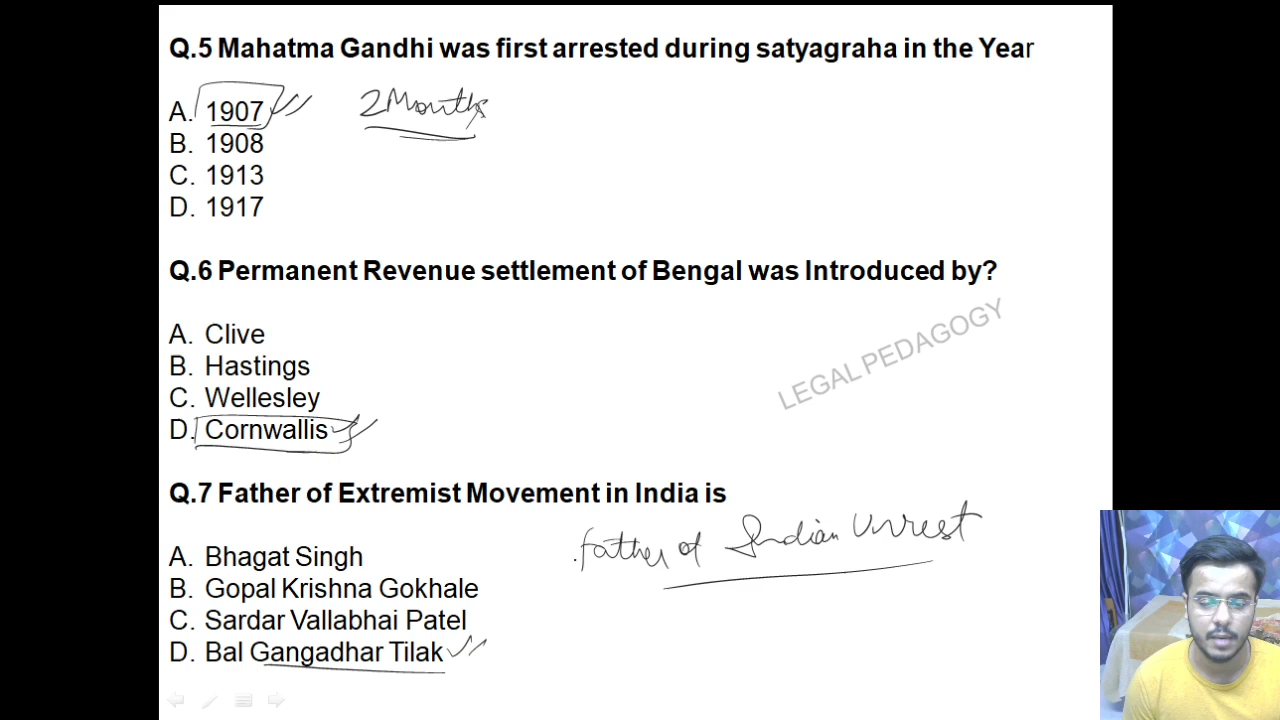 Q.5 Mahatma Gandhi was first arrested during satyagraha in the Year
A. 1907 2 Months
B. 1908
C. 1913
D. 1917
Q.6 Permanent Revenue settlement of Bengal was Introduced by?
A. Clive
B. Hastings
C. Wellesley
D. Cornwallis
LEGAL PEDAGOGY
Q.7 Father of Extremist Movement in India is
Father of Indian Unrest
A. Bhagat Singh
B. Gopal Krishna Gokhale
C. Sardar Vallabhai Patel
D. Bal Gangadhar Tilak